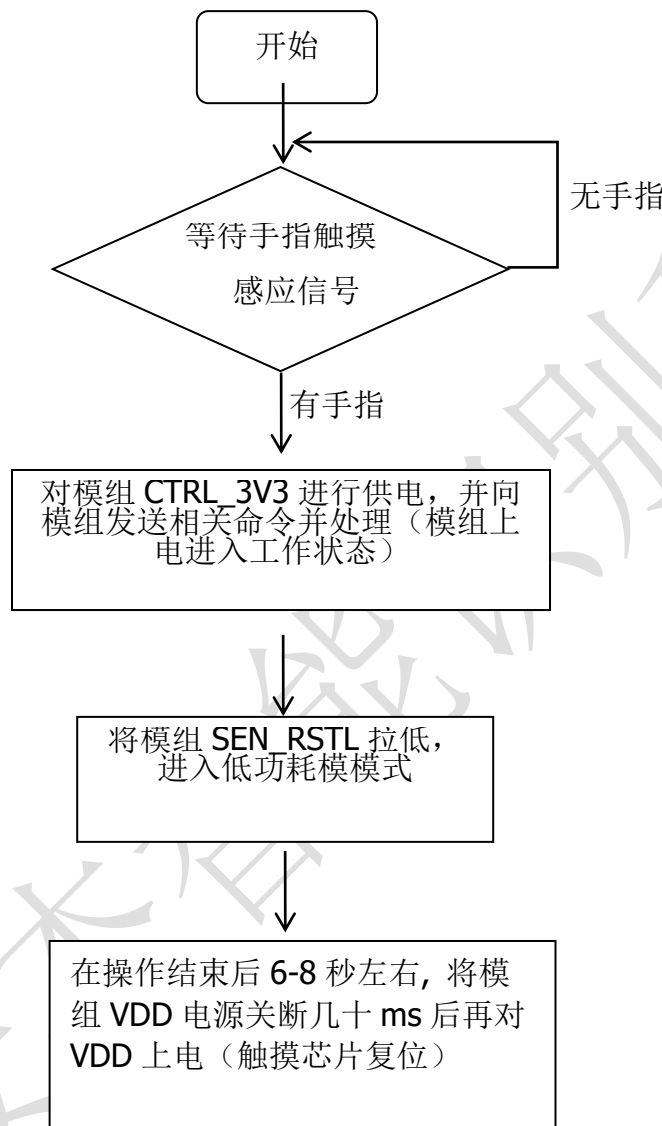 开始
无手指
等待手指触摸
感应信号
有手指
对模组 CTRL_3V3 进行供电，并向
模组发送相关命令并处理（模组上
电进入工作状态）
将模组 SEN_RSTL 拉低，
进入低功耗模模式
在操作结束后 6-8 秒左右, 将模
组 VDD 电源关断几十 ms 后再对
VDD 上电（触摸芯片复位）